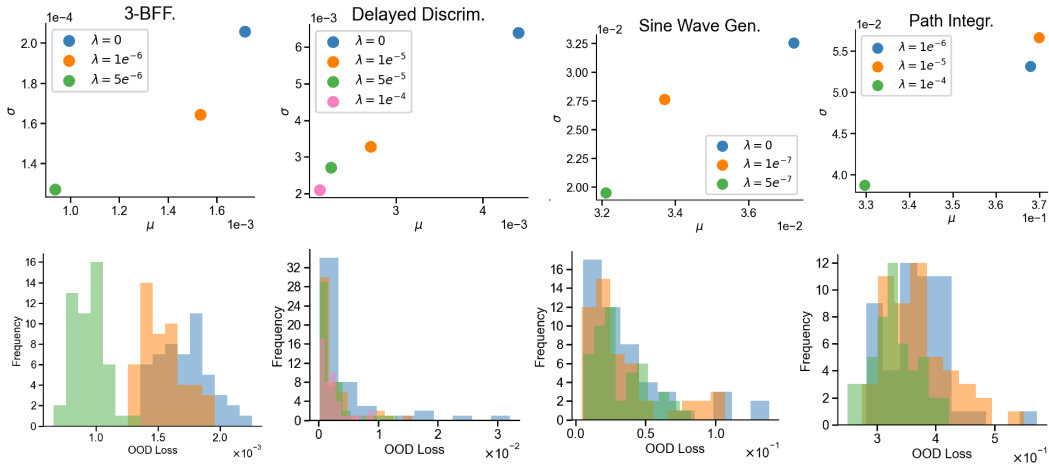 3-BFF.
1e−4
2.0
1.8
1.6
1.4
σ
λ = 0
λ = 1e⁻⁶
λ = 5e⁻⁶
1.0 1.2 1.4 1.6
μ
1e−3
Delayed Discrim.
1e−3
6
5
4
3
2
σ
λ = 0
λ = 1e⁻⁵
λ = 5e⁻⁵
λ = 1e⁻⁴
3 4
μ
1e−3
Sine Wave Gen.
1e−2
3.25
3.00
2.75
2.50
2.25
2.00
σ
λ = 0
λ = 1e⁻⁷
λ = 5e⁻⁷
3.2 3.4 3.6
μ
1e−2
Path Integr.
1e−2
5.5
5.0
4.5
4.0
σ
λ = 1e⁻⁶
λ = 1e⁻⁵
λ = 1e⁻⁴
3.3 3.4 3.5 3.6 3.7
μ
1e−1
16
14
12
10
8
6
4
2
0
Frequency
1.0 1.5 2.0
OOD Loss
×10⁻³
36
32
28
24
20
16
12
8
4
0
Frequency
0 1 2 3
OOD Loss
×10⁻²
16
14
12
10
8
6
4
2
0
Frequency
0.0 0.5 1.0
OOD Loss
×10⁻¹
12
10
8
6
4
2
0
Frequency
3 4 5
OOD Loss
×10⁻¹